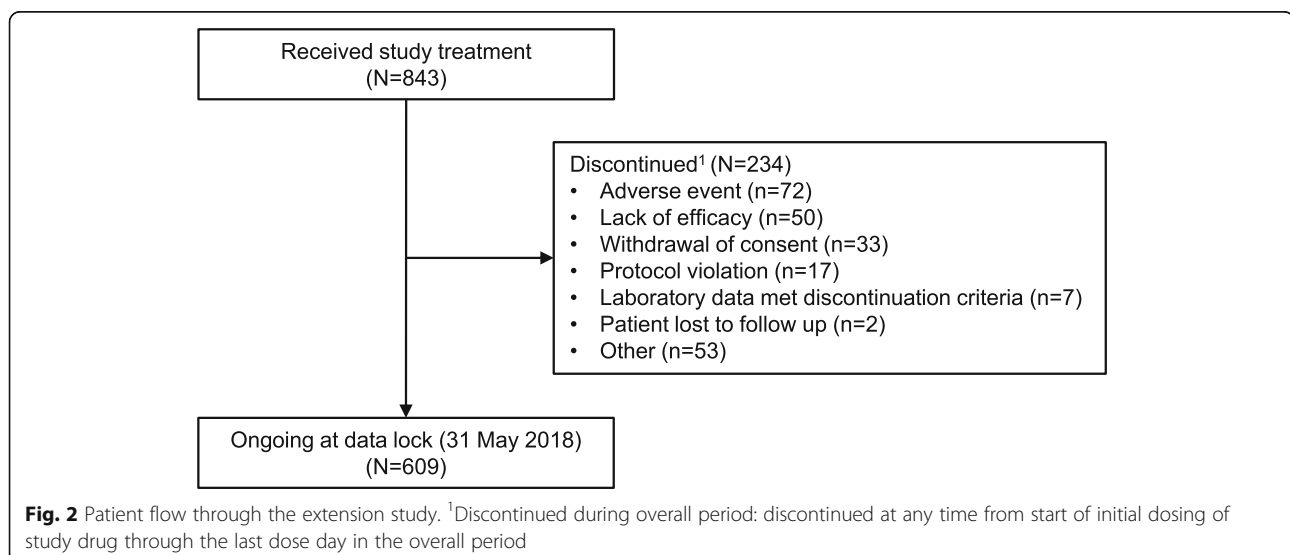 Received study treatment
(N=843)
Discontinued¹ (N=234)
• Adverse event (n=72)
• Lack of efficacy (n=50)
• Withdrawal of consent (n=33)
• Protocol violation (n=17)
• Laboratory data met discontinuation criteria (n=7)
• Patient lost to follow up (n=2)
• Other (n=53)
Ongoing at data lock (31 May 2018)
(N=609)
Fig. 2 Patient flow through the extension study. ¹Discontinued during overall period: discontinued at any time from start of initial dosing of
study drug through the last dose day in the overall period